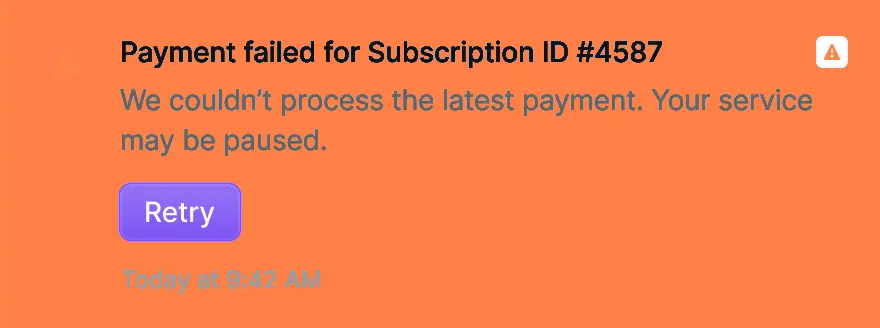 Payment failed for Subscription ID #4587
We couldn’t process the latest payment. Your service
may be paused.
Retry
Today at 9:42 AM